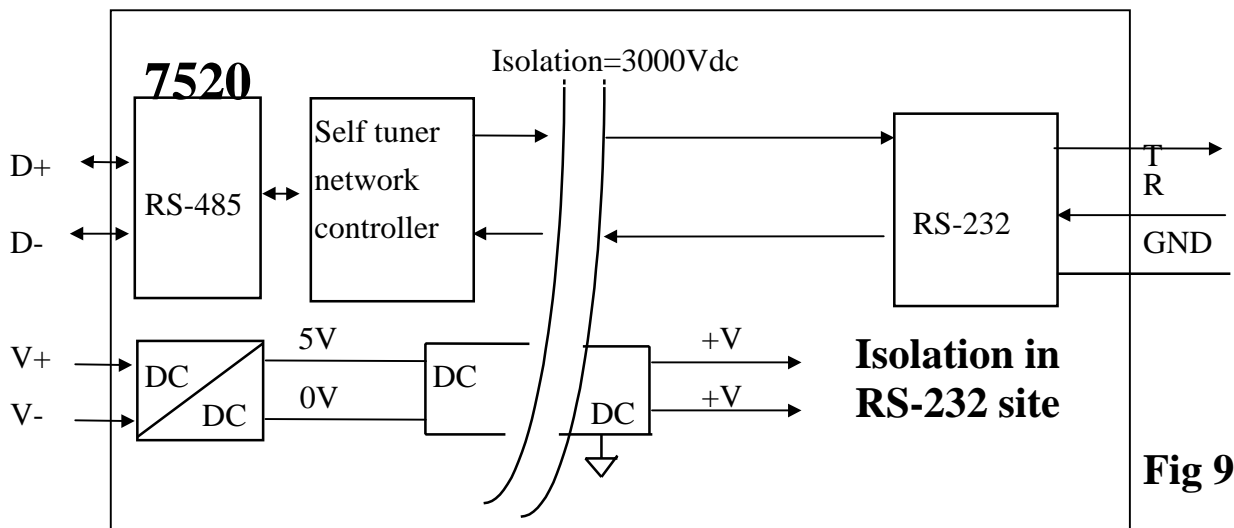 Isolation=3000Vdc
7520
Self tuner
network
controller
D+
D-
RS-485
RS-232
T
R
GND
V+
V-
DC
DC
5V
0V
DC
DC
+V
+V
Isolation in
RS-232 site
Fig 9